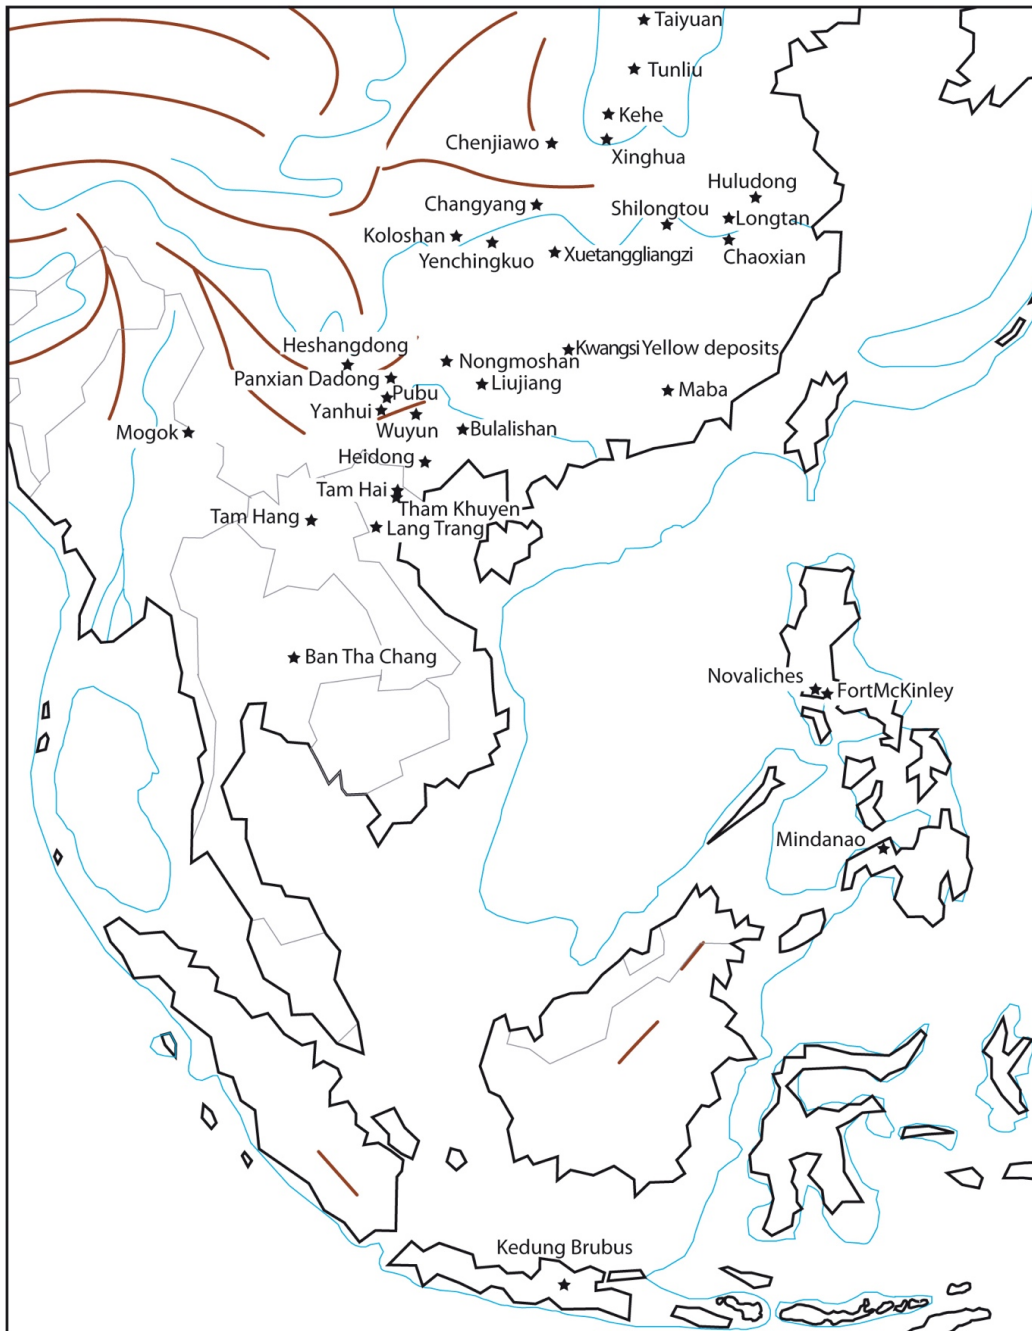 Taiyuan
Tunliu
Kehe
Chenjiawo
Xinghua
Huludong
Changyang
Shilongtou
Longtan
Koloshan
Yenchingkuo
Xuetanggliangzi
Chaoxian
Heshangdong
Kwangsi Yellow deposits
Nongmoshan
Panxian Dadong
Liujiang
Maba
Pubu
Yanhui
Mogok
Wuyun
Bulalishan
Heidong
Tam Hai
Tham Khuyen
Tam Hang
Lang Trang
Ban Tha Chang
Novaliches
FortMcKinley
Mindanao
Kedung Brubus